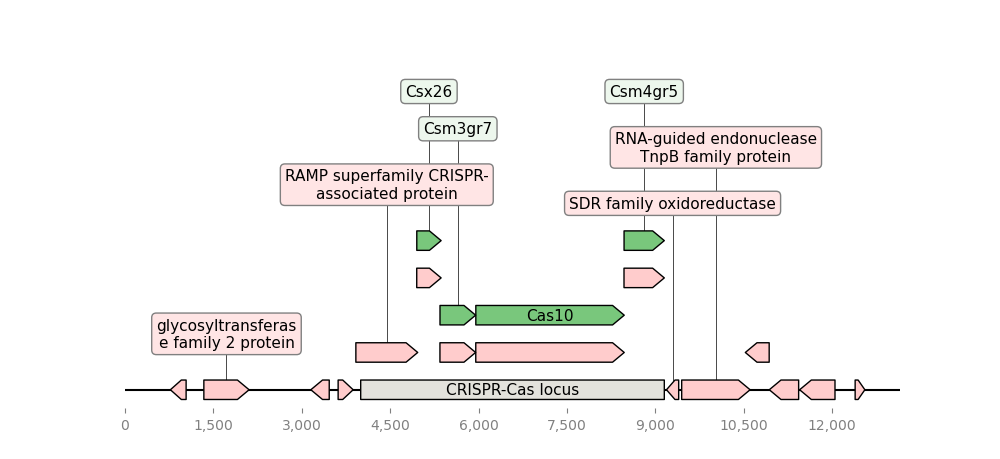 Csx26
Csm4gr5
Csm3gr7
RNA-guided endonuclease
TnpB family protein
RAMP superfamily CRISPR-
associated protein
SDR family oxidoreductase
Cas10
glycosyltransferas
e family 2 protein
CRISPR-Cas locus
0 1,500 3,000 4,500 6,000 7,500 9,000 10,500 12,000